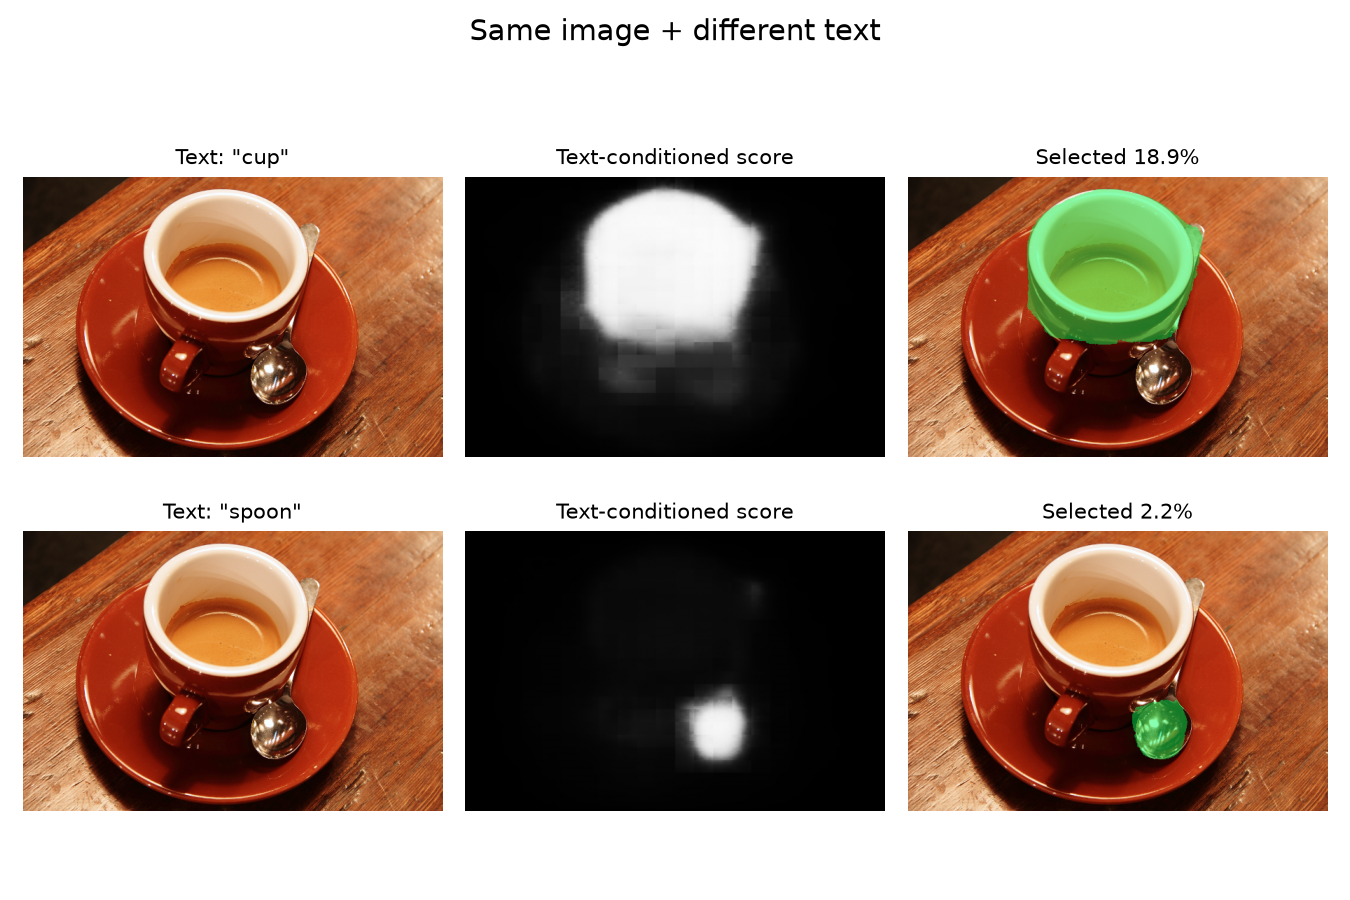 Same image + different text
Text: "cup"
Text-conditioned score
Selected 18.9%
Text: "spoon"
Text-conditioned score
Selected 2.2%